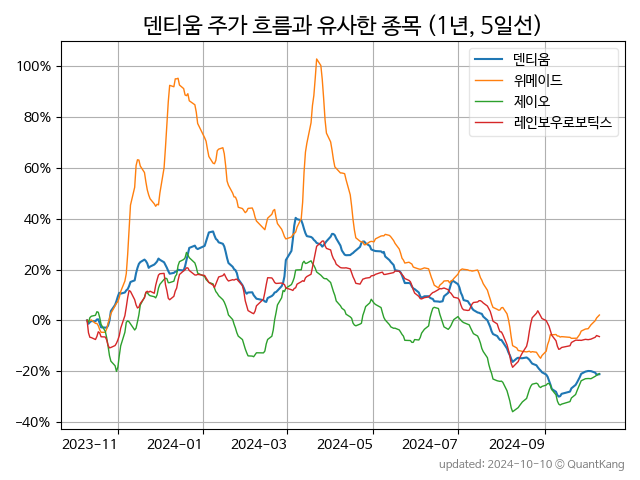 덴티움 주가 흐름과 유사한 종목 (1년, 5일선)
덴티움
위메이드
제이오
레인보우로보틱스
100%
80%
60%
40%
20%
0%
−20%
−40%
2023-11
2024-01
2024-03
2024-05
2024-07
2024-09
updated: 2024-10-10 © QuantKang